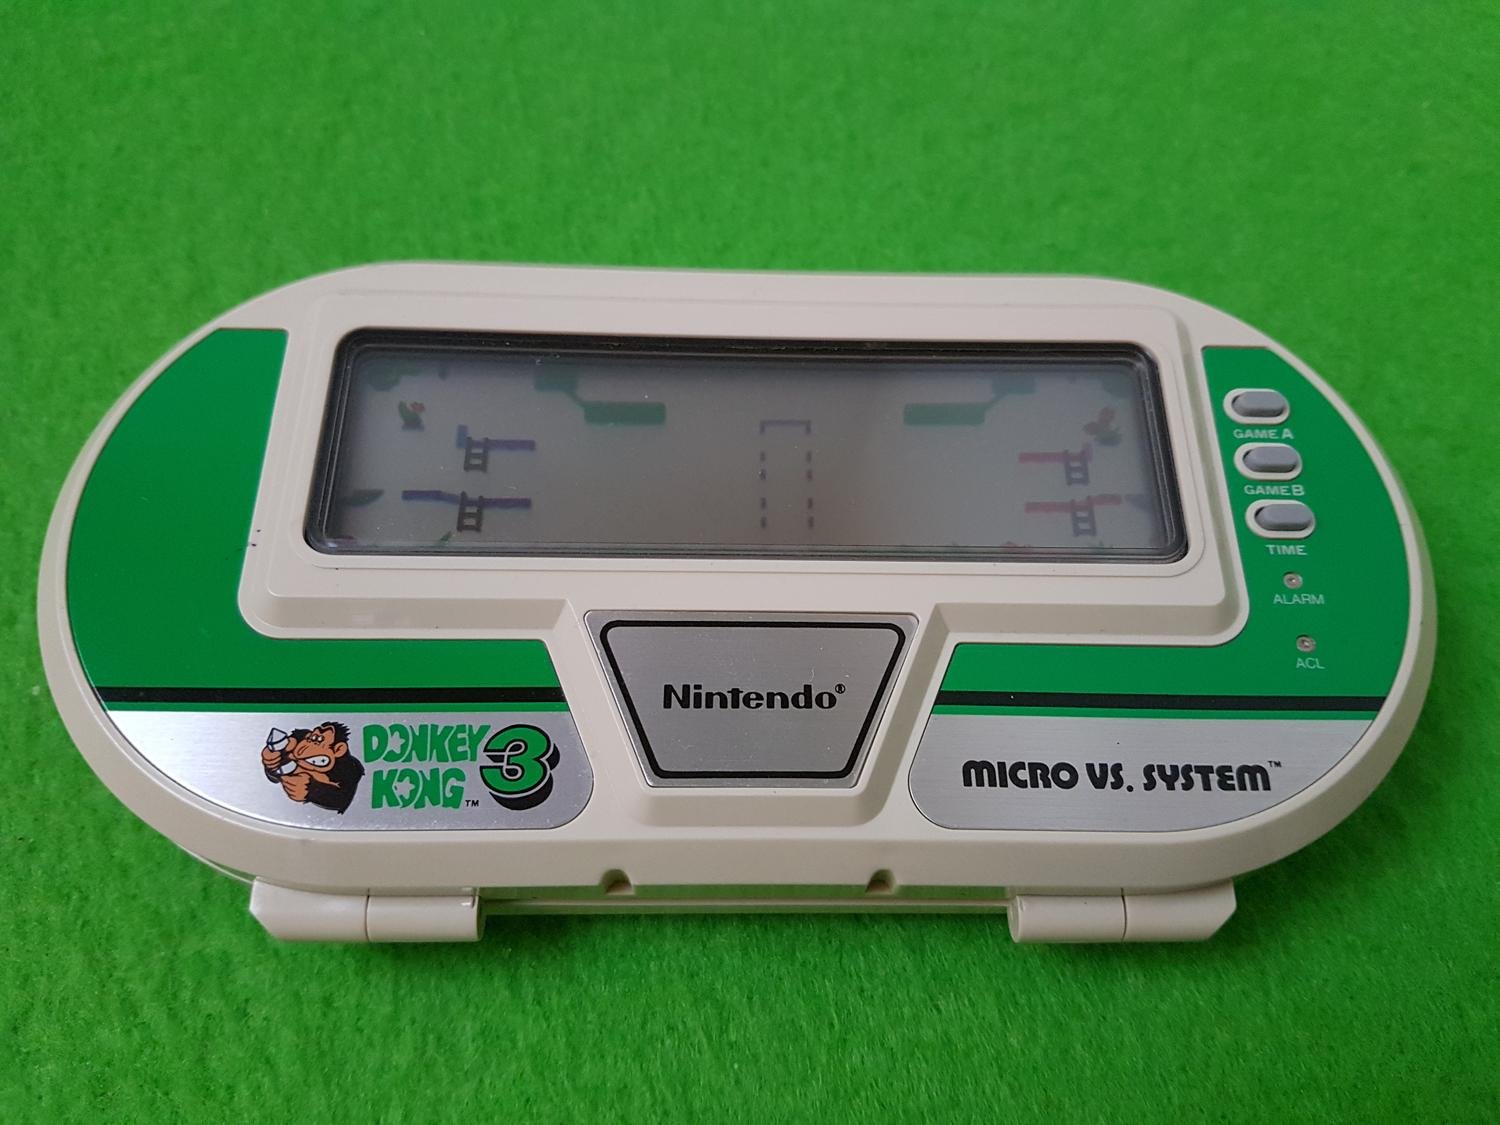 GAME A
GAME B
TIME
ALARM
ACL
Nintendo®
DONKEY
KONG™ 3
MICRO VS. SYSTEM™